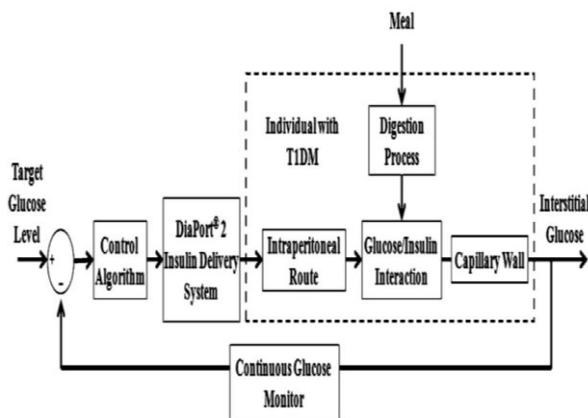 Meal
Individual with
T1DM
Digestion
Process
Target
Glucose
Level
+
-
Control
Algorithm
DiaPort® 2
Insulin Delivery
System
Intraperitoneal
Route
Glucose/Insulin
Interaction
Capillary Wall
Interstitial
Glucose
Continuous Glucose
Monitor